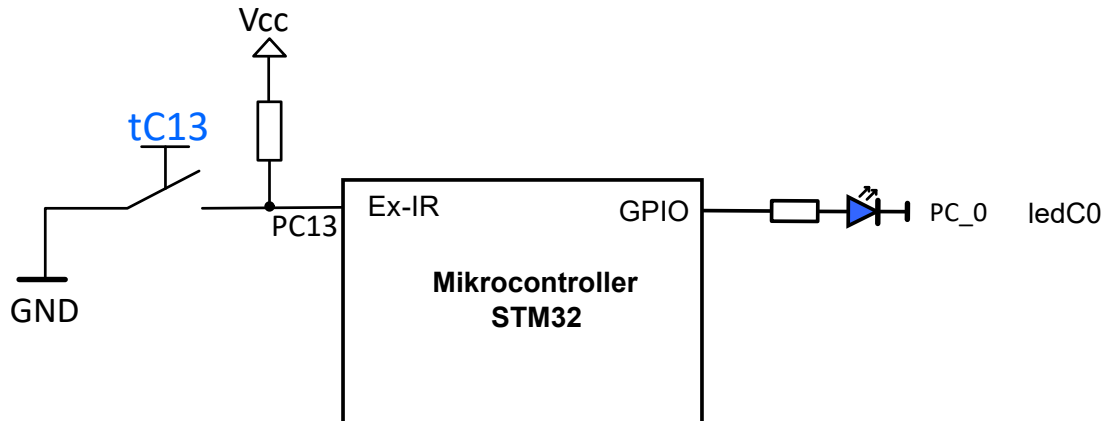 Vcc
tC13
Ex-IR
PC13
GPIO
PC_0
ledC0
Mikrocontroller
STM32
GND